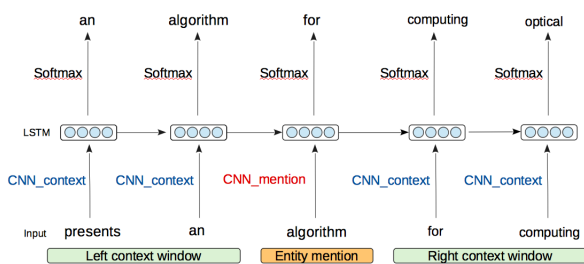 an algorithm for computing optical
Softmax Softmax Softmax Softmax Softmax
LSTM
CNN_context CNN_context CNN_mention CNN_context CNN_context
Input presents an algorithm for computing
Left context window Entity mention Right context window